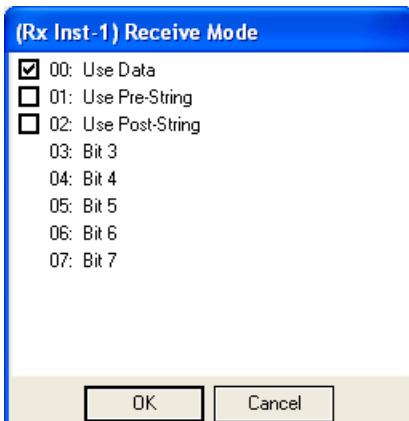 (Rx Inst-1) Receive Mode
00: Use Data
01: Use Pre-String
02: Use Post-String
03: Bit 3
04: Bit 4
05: Bit 5
06: Bit 6
07: Bit 7
OK Cancel